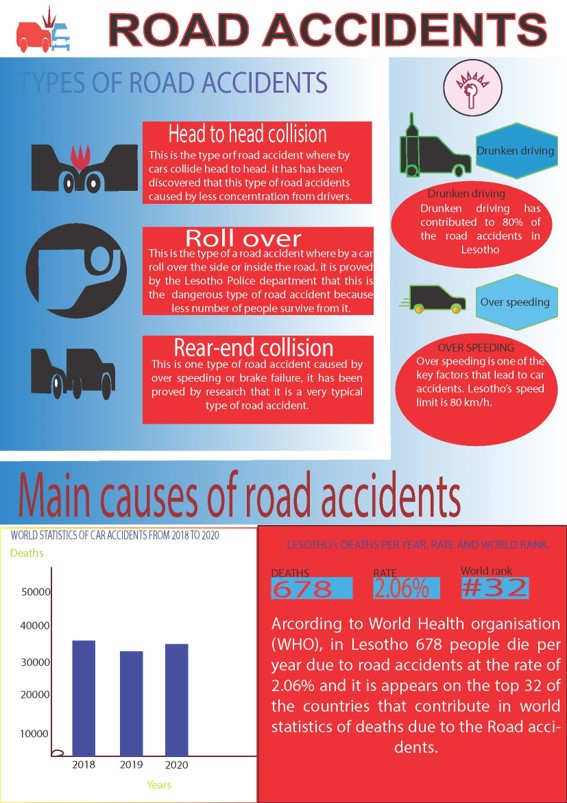 ROAD ACCIDENTS
TYPES OF ROAD ACCIDENTS
Head to head collision
This is the type orf road accident where by
cars collide head to head. it has has been
discovered that this type of road accidents
caused by less concerntration from drivers.
Roll over
This is the type of a road accident where by a car
roll over the side or inside the road. it is proved
by the Lesotho Police department that this is
the dangerous type of road accident because
less number of people survive from it.
Rear-end collision
This is one type of road accident caused by
over speeding or brake failure, it has been
proved by research that it is a very typical
type of road accident.
Drunken driving
Drunken driving
Drunken driving has
contributed to 80% of
the road accidents in
Lesotho
Over speeding
OVER SPEEDING
Over speeding is one of the
key factors that lead to car
accidents. Lesotho's speed
limit is 80 km/h.
Main causes of road accidents
WORLD STATISTICS OF CAR ACCIDENTS FROM 2018 TO 2020
Deaths
50000
40000
30000
20000
10000
2018 2019 2020
Years
LESOTHO's DEATHS PER YEAR, RATE AND WORLD RANK.
DEATHS RATE World rank
678 2.06% #32
Arcording to World Health organisation
(WHO), in Lesotho 678 people die per
year due to road accidents at the rate of
2.06% and it is appears on the top 32 of
the countries that contribute in world
statistics of deaths due to the Road acci-
dents.